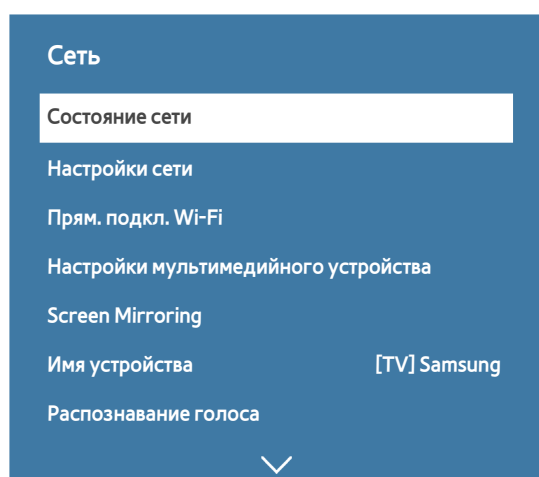 Сеть
Состояние сети
Настройки сети
Прям. подкл. Wi-Fi
Настройки мультимедийного устройства
Screen Mirroring
Имя устройства [TV] Samsung
Распознавание голоса